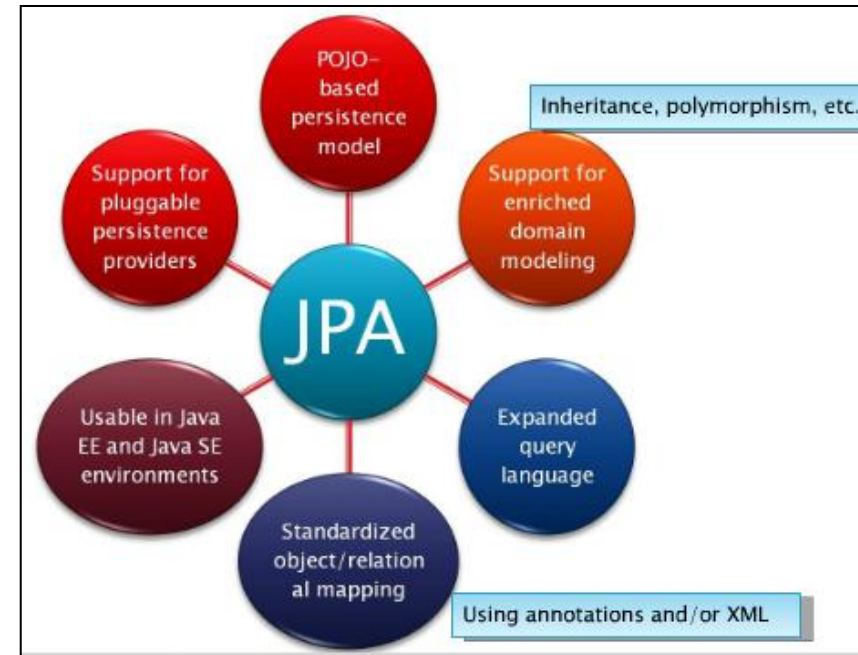 POJO-
based
persistence
model
Inheritance, polymorphism, etc.
Support for
pluggable
persistence
providers
Support for
enriched
domain
modeling
JPA
Usable in Java
EE and Java SE
environments
Expanded
query
language
Standardized
object/relation
al mapping
Using annotations and/or XML